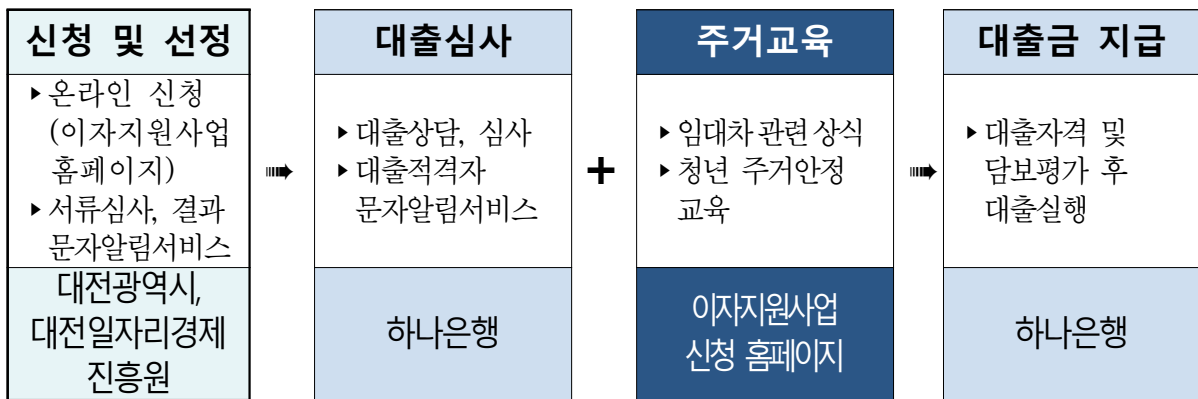 신청 및 선정
▸온라인 신청
(이자지원사업
홈페이지)
▸서류심사, 결과
문자알림서비스
대전광역시,
대전일자리경제
진흥원
➠
대출심사
▸대출상담, 심사
▸대출적격자
문자알림서비스
하나은행
+
주거교육
▸임대차 관련 상식
▸청년 주거안정
교육
이자지원사업
신청 홈페이지
➠
대출금 지급
▸대출자격 및
담보평가 후
대출실행
하나은행